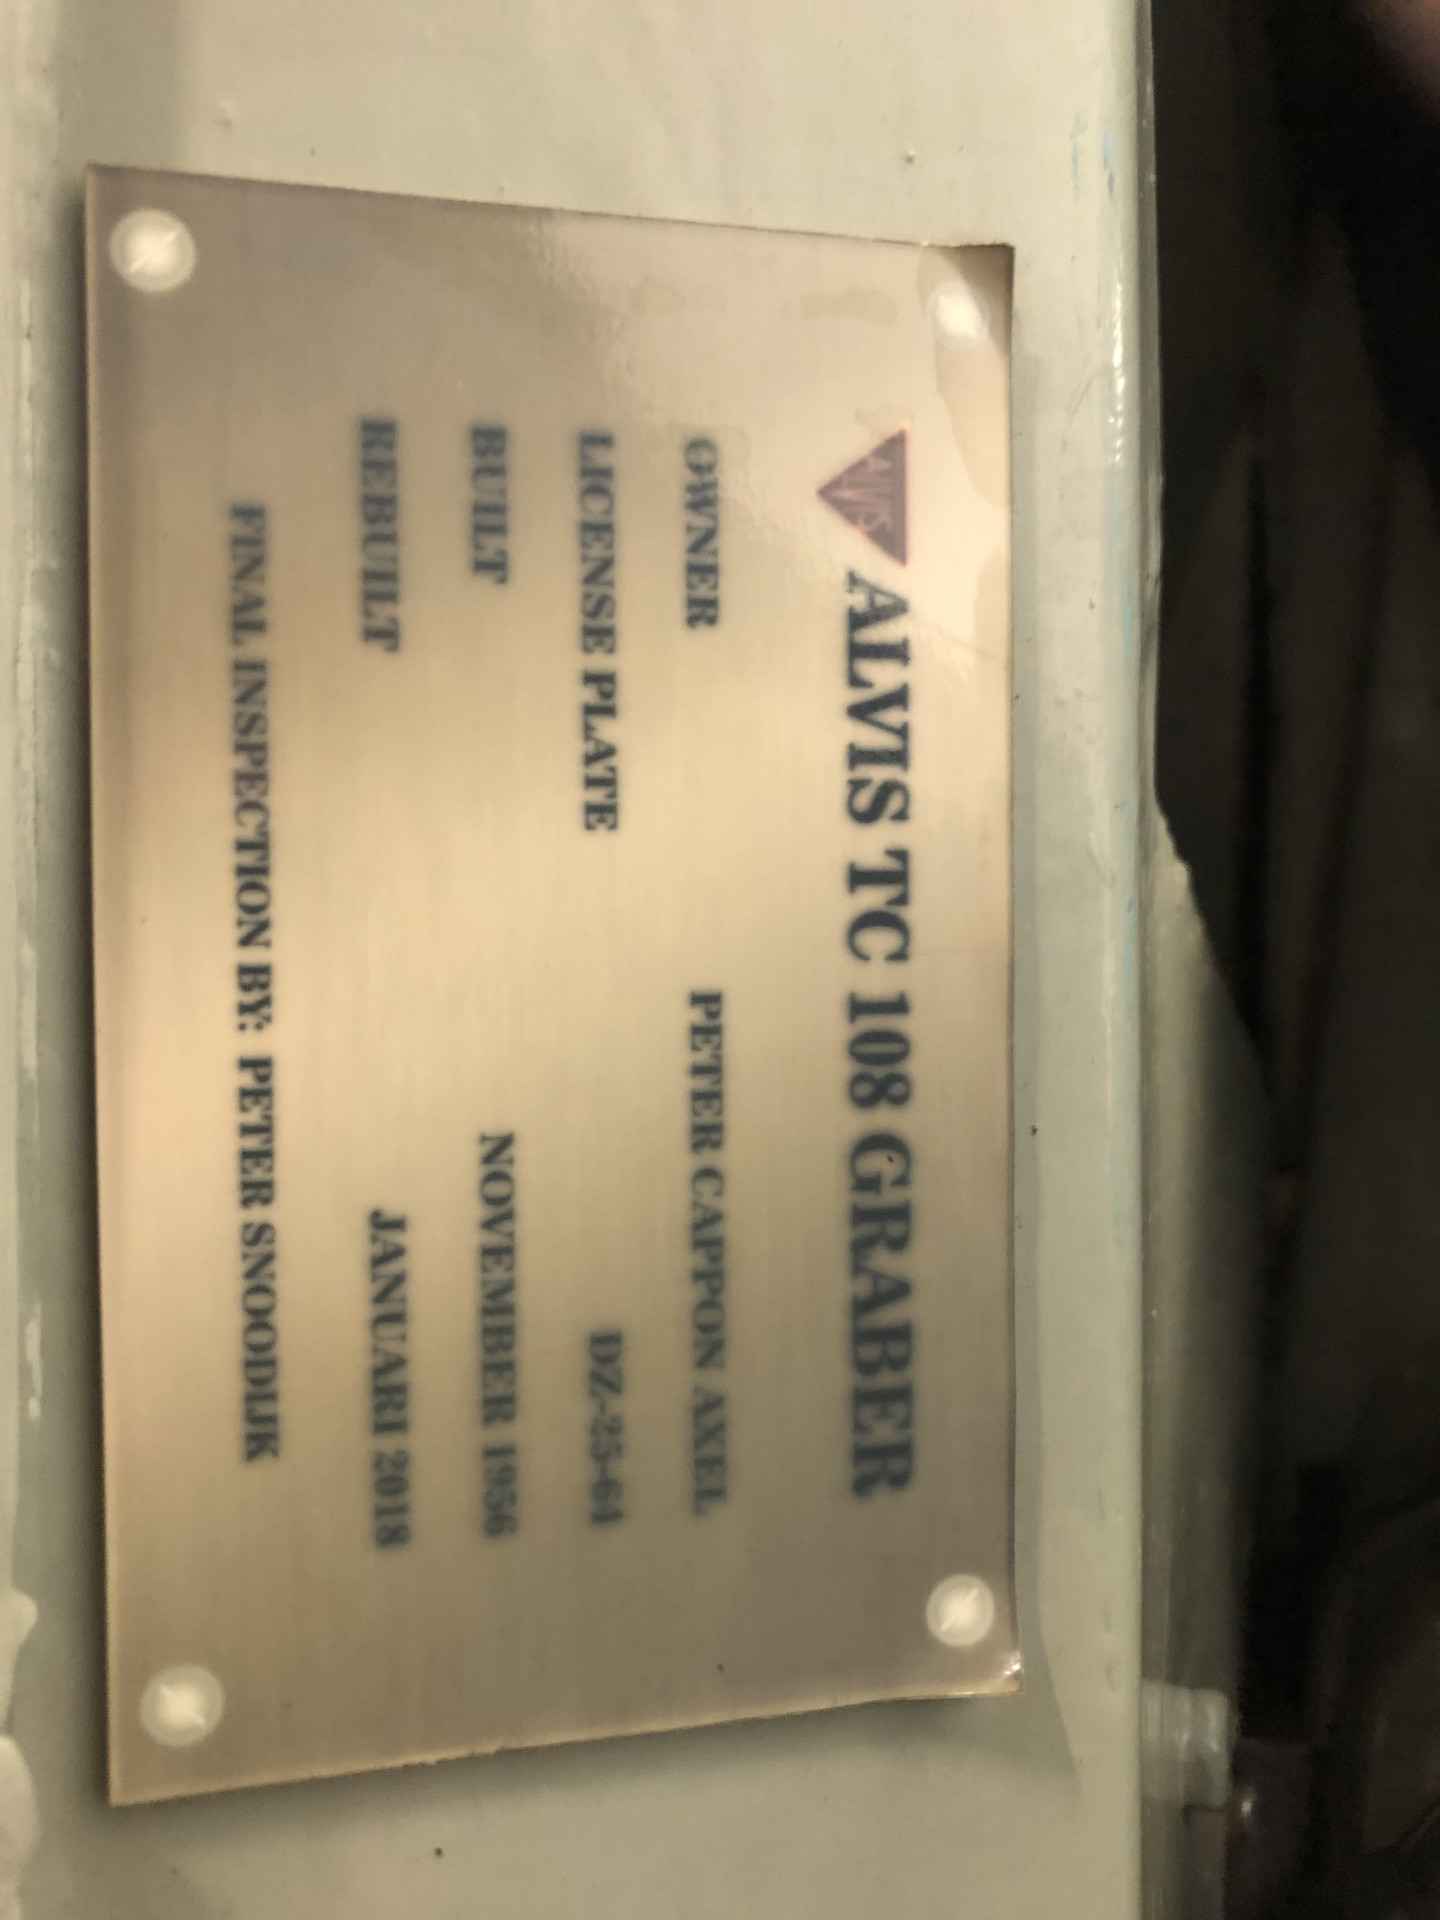 ALVIS ALVIS TC 108 GRABER
OWNER PETER CAPPON AXEL
LICENSE PLATE DZ-25-64
BUILT NOVEMBER 1956
REBUILT JANUARI 2018
FINAL INSPECTION BY: PETER SNOODIJK